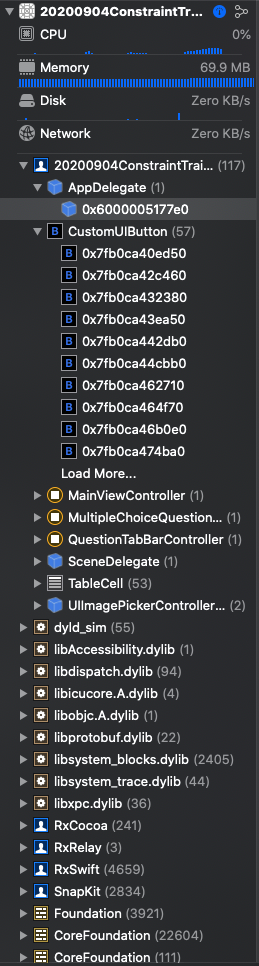 20200904ConstraintTr...
CPU 0%
Memory 69.9 MB
Disk Zero KB/s
Network Zero KB/s
20200904ConstraintTrai... (117)
AppDelegate (1)
0x6000005177e0
CustomUIButton (57)
0x7fb0ca40ed50
0x7fb0ca42c460
0x7fb0ca432380
0x7fb0ca43ea50
0x7fb0ca442db0
0x7fb0ca44cbb0
0x7fb0ca462710
0x7fb0ca464f70
0x7fb0ca46b0e0
0x7fb0ca474ba0
Load More...
MainViewController (1)
MultipleChoiceQuestion... (1)
QuestionTabBarController (1)
SceneDelegate (1)
TableCell (53)
UIImagePickerController... (2)
dyld_sim (55)
libAccessibility.dylib (1)
libdispatch.dylib (94)
libicucore.A.dylib (4)
libobjc.A.dylib (1)
libprotobuf.dylib (22)
libsystem_blocks.dylib (2405)
libsystem_trace.dylib (44)
libxpc.dylib (36)
RxCocoa (241)
RxRelay (3)
RxSwift (4659)
SnapKit (2834)
Foundation (3921)
CoreFoundation (22604)
CoreFoundation (111)